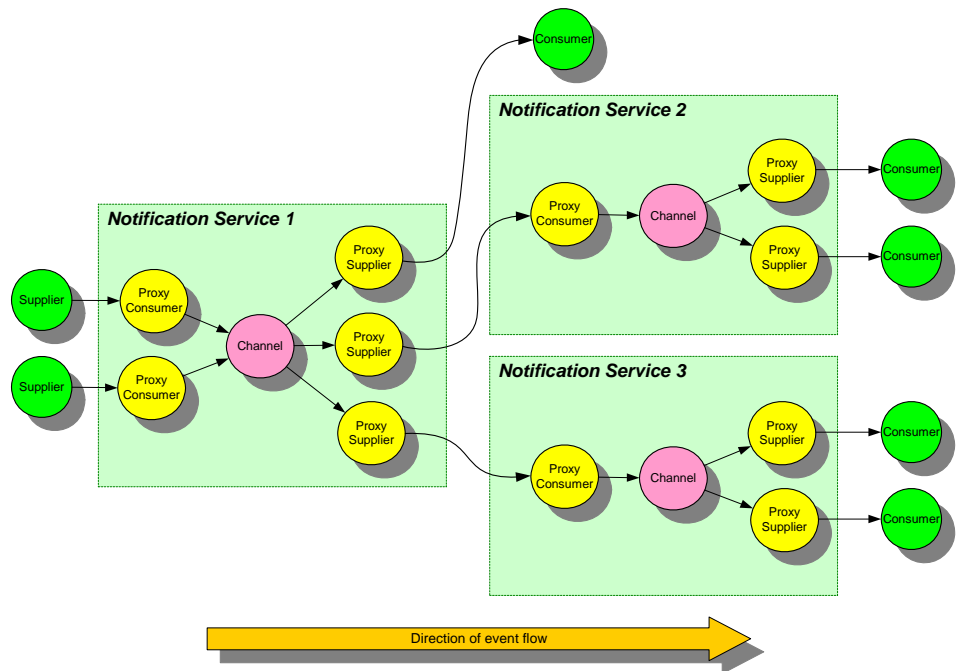 Consumer
Notification Service 2
Proxy
Supplier
Consumer
Proxy
Consumer
Channel
Proxy
Supplier
Consumer
Notification Service 1
Proxy
Supplier
Supplier
Proxy
Consumer
Channel
Proxy
Supplier
Supplier
Proxy
Consumer
Proxy
Supplier
Notification Service 3
Proxy
Supplier
Consumer
Proxy
Consumer
Channel
Proxy
Supplier
Consumer
Direction of event flow